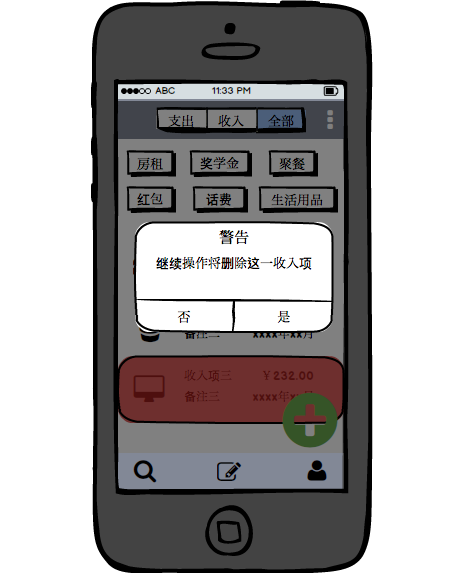 ABC 11:33 PM
支出 收入 全部
房租 奖学金 聚餐
红包 话费 生活用品
警告
继续操作将删除这一收入项
否 是
备注二 xxxx年xx月
收入项三 ￥232.00
备注三 xxxx年xx月